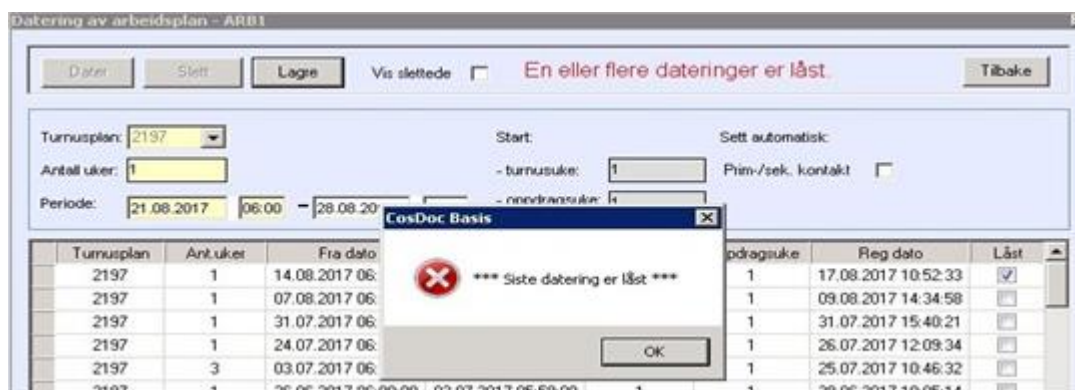 Datering av arbeidsplan - ARB1
Dater Slett Lagre Vis slettede En eller flere dateringer er låst. Tilbake
Turnusplan: 2197 Start: Sett automatisk:
Antall uker: 1 - turnusuke: 1 Prim-/sek. kontakt
Periode: 21.08.2017 06:00 - 28.08.20 - oppdragsuke: 1
CosDoc Basis
*** Siste datering er låst ***
OK
Turnusplan Ant.uker Fra dato pdragsuke Reg dato Låst
2197 1 14.08.2017 06: 1 17.08.2017 10:52:33
2197 1 07.08.2017 06: 1 09.08.2017 14:34:58
2197 1 31.07.2017 06: 1 31.07.2017 15:40:21
2197 1 24.07.2017 06: 1 26.07.2017 12:09:34
2197 3 03.07.2017 06: 1 25.07.2017 10:46:32